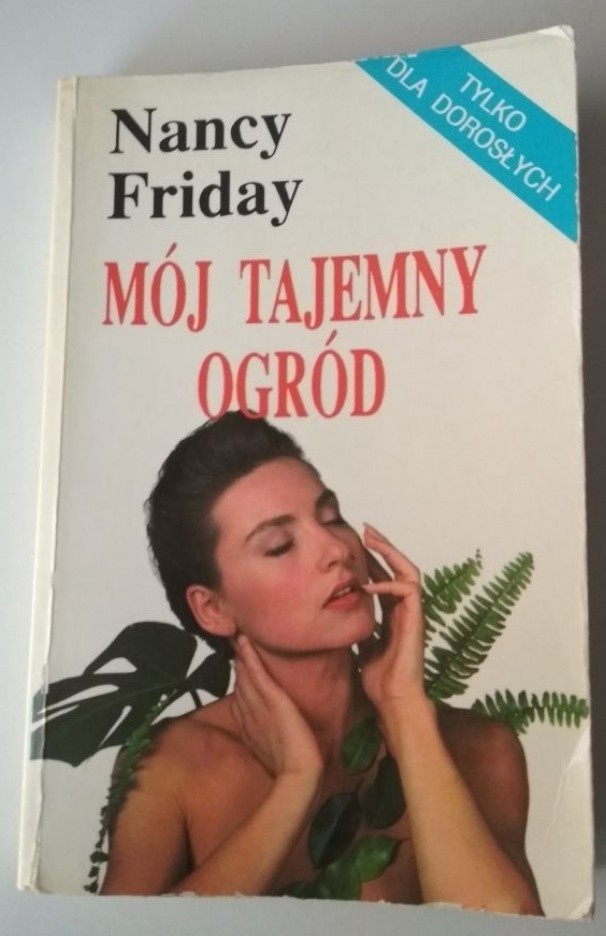 Nancy
Friday
MÓJ TAJEMNY
OGRÓD
TYLKO
DLA DOROSŁYCH